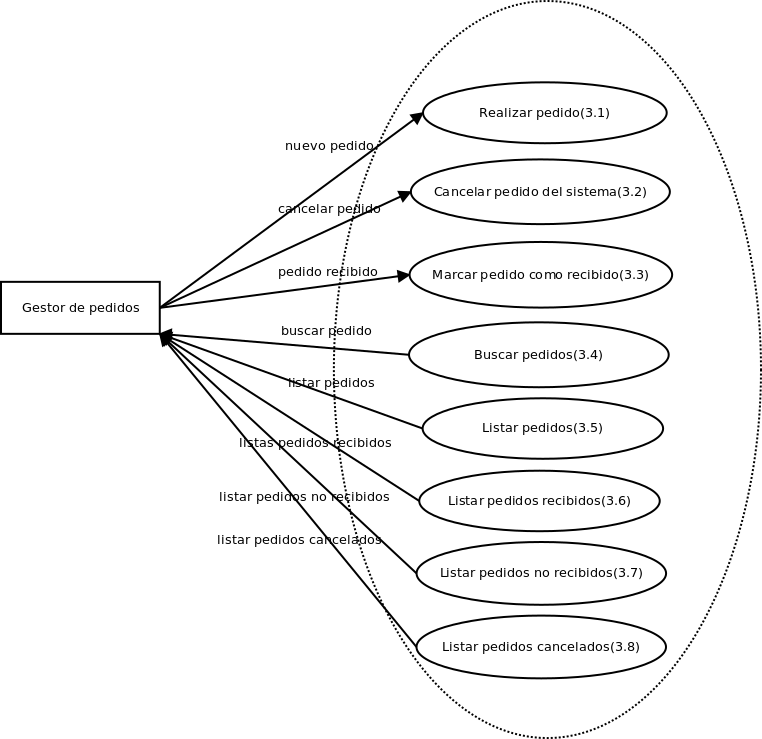 Realizar pedido(3.1)
nuevo pedido
Cancelar pedido del sistema(3.2)
cancelar pedido
pedido recibido
Marcar pedido como recibido(3.3)
Gestor de pedidos
buscar pedido
Buscar pedidos(3.4)
listar pedidos
Listar pedidos(3.5)
listas pedidos recibidos
Listar pedidos recibidos(3.6)
listar pedidos no recibidos
Listar pedidos no recibidos(3.7)
listar pedidos cancelados
Listar pedidos cancelados(3.8)